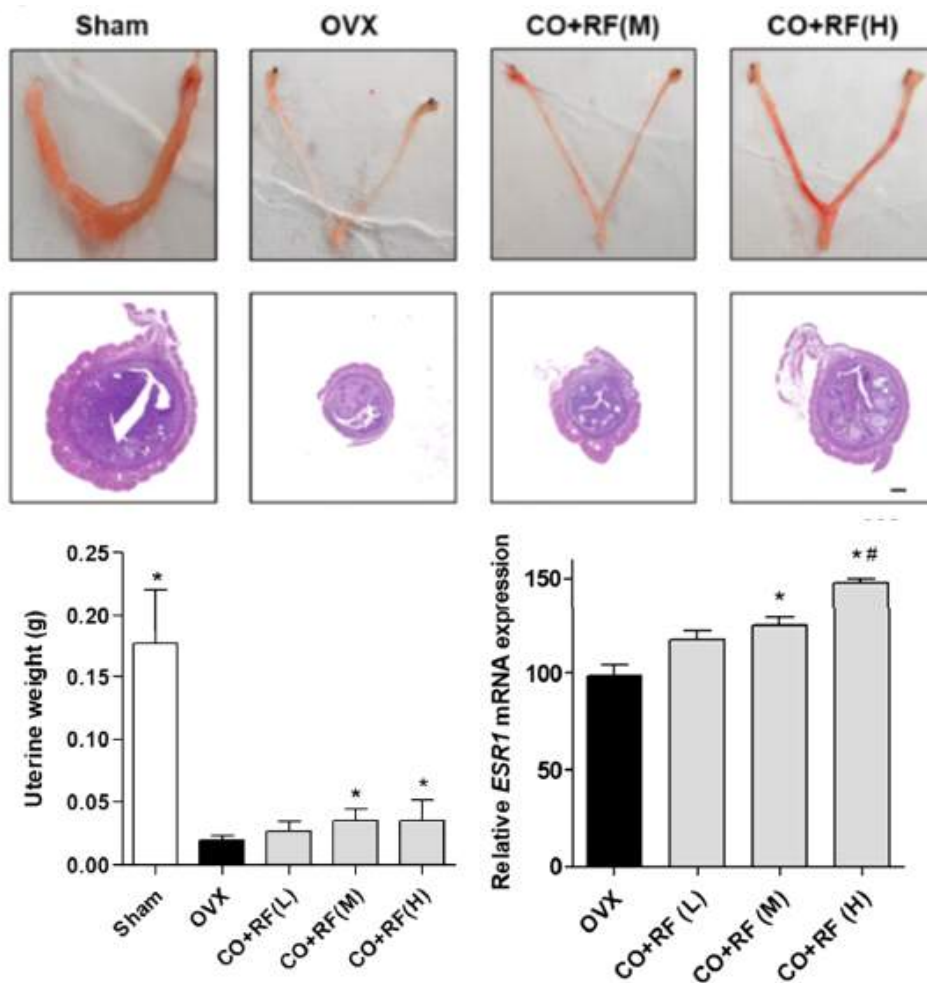 Sham OVX CO+RF(M) CO+RF(H)
Uterine weight (g)
0.25
0.20
0.15
0.10
0.05
0.00
*
*
*
Sham
OVX
CO+RF(L)
CO+RF(M)
CO+RF(H)
Relative ESR1 mRNA expression
150
100
50
0
*
* #
OVX
CO+RF (L)
CO+RF (M)
CO+RF (H)